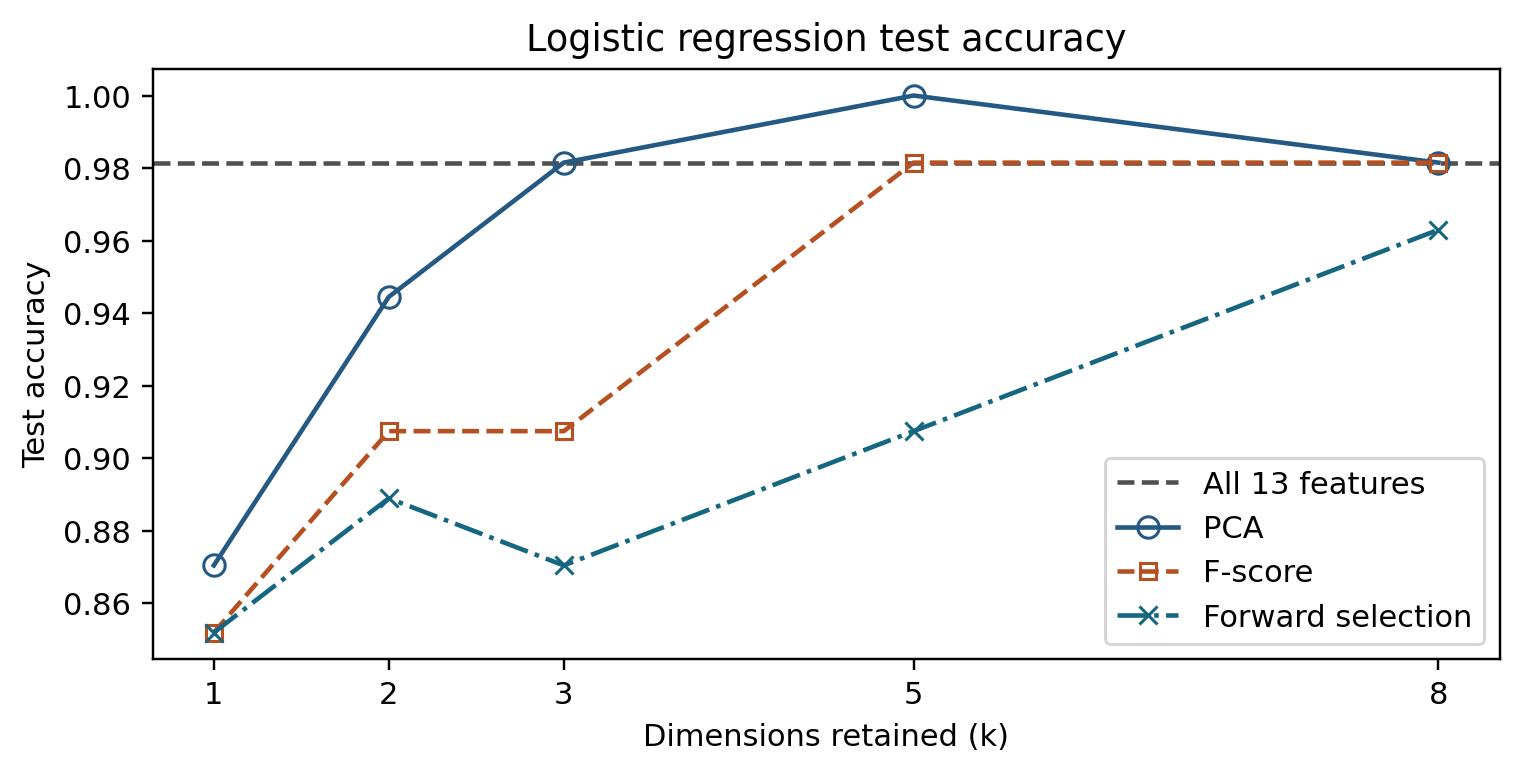 Logistic regression test accuracy
Test accuracy
1.00
0.98
0.96
0.94
0.92
0.90
0.88
0.86
All 13 features
PCA
F-score
Forward selection
1 2 3 5 8
Dimensions retained (k)